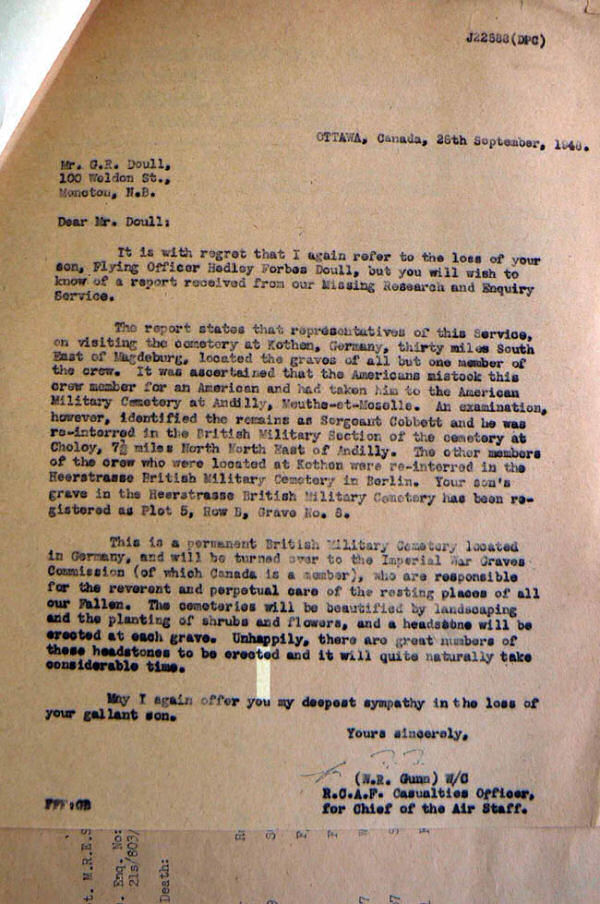 J22688(DPC)
OTTAWA, Canada, 28th September, 1948.
Mr. G.R. Doull,
100 Weldon St.,
Moncton, N.B.
Dear Mr. Doull:
It is with regret that I again refer to the loss of your
son, Flying Officer Hedley Forbes Doull, but you will wish to
know of a report received from our Missing Research and Enquiry
Service.
The report states that representatives of this Service,
on visiting the cemetery at Kothen, Germany, thirty miles South
East of Magdeburg, located the graves of all but one member of
the crew. It was ascertained that the Americans mistook this
crew member for an American and had taken him to the American
Military Cemetery at Andilly, Meuthe-et-Moselle. An examination,
however, identified the remains as Sergeant Cobbett and he was
re-interred in the British Military Section of the cemetery at
Choloy, 7½ miles North North East of Andilly. The other members
of the crew who were located at Kothen were re-interred in the
Heerstrasse British Military Cemetery in Berlin. Your son's
grave in the Heerstrasse British Military Cemetery has been re-
gistered as Plot 5, Row B, Grave No. 8.
This is a permanent British Military Cemetery located
in Germany, and will be turned over to the Imperial War Graves
Commission (of which Canada is a member), who are responsible
for the reverent and perpetual care of the resting places of all
our Fallen. The cemeteries will be beautified by landscaping
and the planting of shrubs and flowers, and a headstone will be
erected at each grave. Unhappily, there are great numbers of
these headstones to be erected and it will quite naturally take
considerable time.
May I again offer you my deepest sympathy in the loss of
your gallant son.
Yours sincerely,
(W.R. Gunn) W/C
R.C.A.F. Casualties Officer,
for Chief of the Air Staff.
FFF:GB
t. M.R.E.S
. Enq. No:
21s/803/
Death: